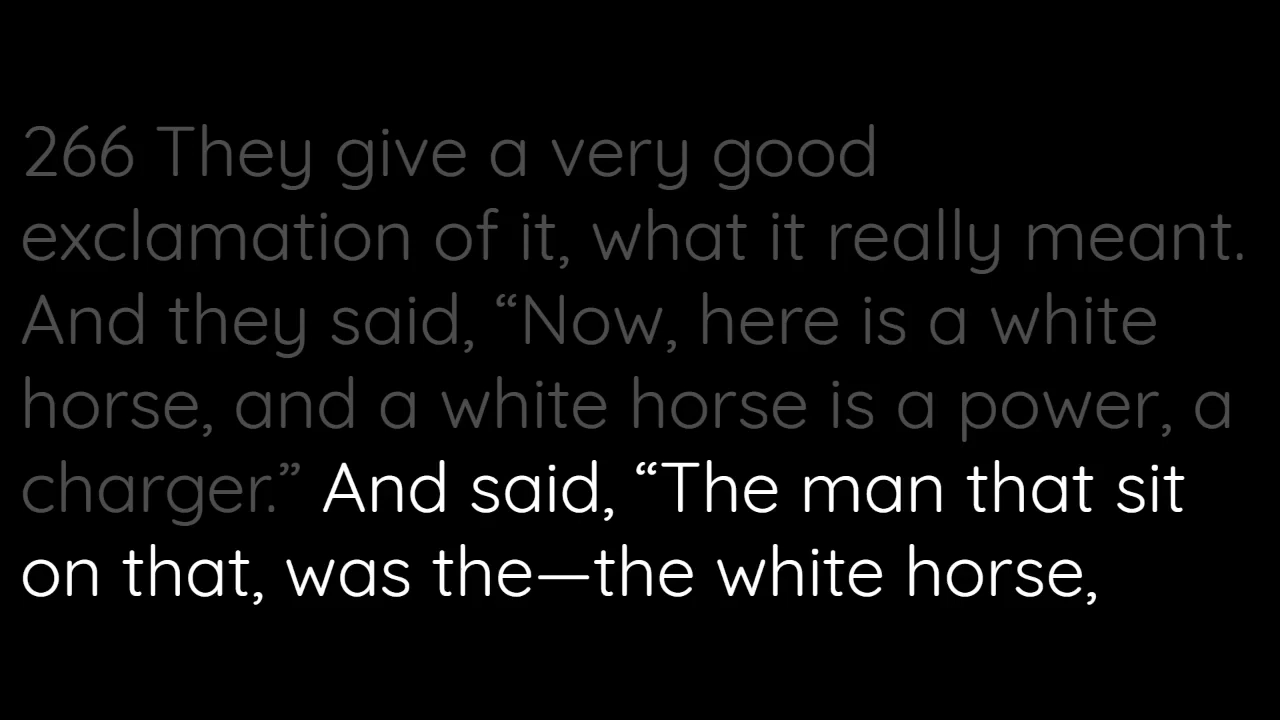 266 They give a very good
exclamation of it, what it really meant.
And they said, “Now, here is a white
horse, and a white horse is a power, a
charger.” And said, “The man that sit
on that, was the—the white horse,